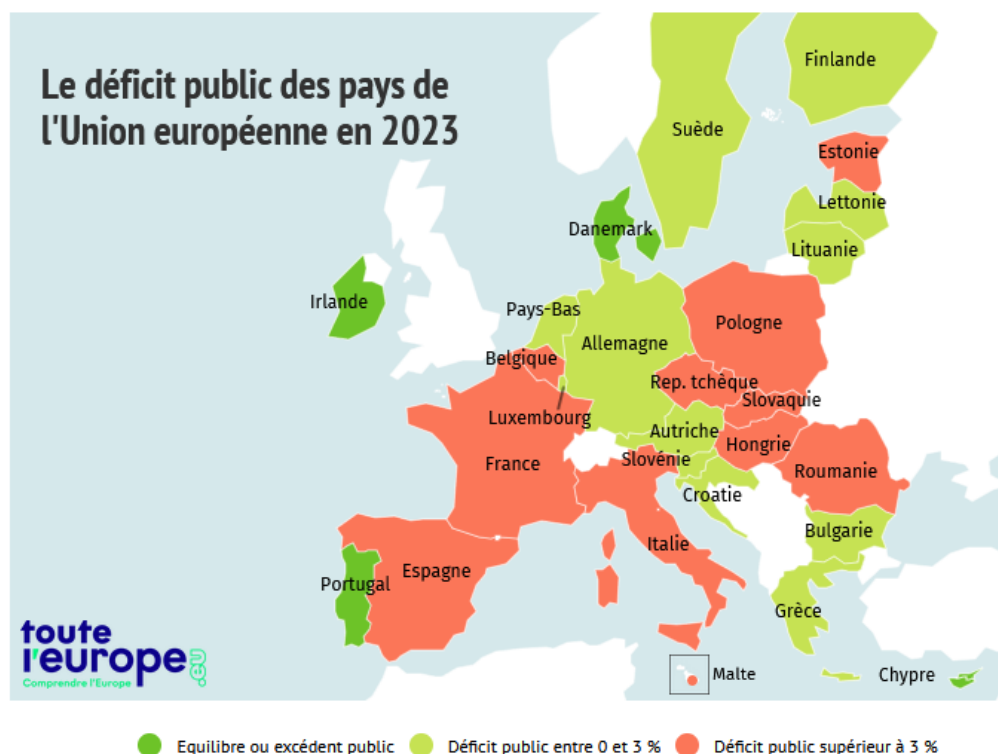 Le déficit public des pays de
l'Union européenne en 2023
Finlande
Suède
Estonie
Lettonie
Danemark
Lituanie
Irlande
Pays-Bas
Pologne
Allemagne
Belgique
Rep. tchèque
Slovaquie
Luxembourg
Autriche
Hongrie
Slovénie
France
Roumanie
Croatie
Bulgarie
Italie
Espagne
Portugal
Grèce
toute
l'europe.eu
Comprendre l'Europe
Malte
Chypre
Equilibre ou excédent public
Déficit public entre 0 et 3 %
Déficit public supérieur à 3 %